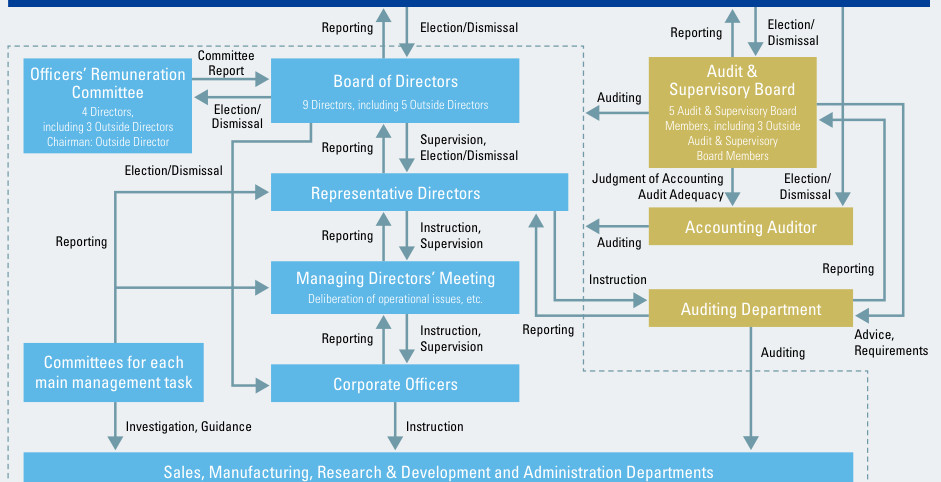 Reporting
Election/Dismissal
Reporting
Election/
Dismissal
Officers' Remuneration
Committee
4 Directors,
including 3 Outside Directors
Chairman: Outside Director
Committee
Report
Election/
Dismissal
Board of Directors
9 Directors, including 5 Outside Directors
Auditing
Audit &
Supervisory Board
5 Audit & Supervisory Board
Members, including 3 Outside
Audit & Supervisory
Board Members
Reporting
Supervision,
Election/Dismissal
Election/Dismissal
Judgment of Accounting
Audit Adequacy
Election/
Dismissal
Representative Directors
Reporting
Reporting
Instruction,
Supervision
Auditing
Accounting Auditor
Managing Directors' Meeting
Deliberation of operational issues, etc.
Instruction
Reporting
Auditing Department
Reporting
Instruction,
Supervision
Reporting
Auditing
Advice,
Requirements
Committees for each
main management task
Corporate Officers
Investigation, Guidance
Instruction
Sales, Manufacturing, Research & Development and Administration Departments